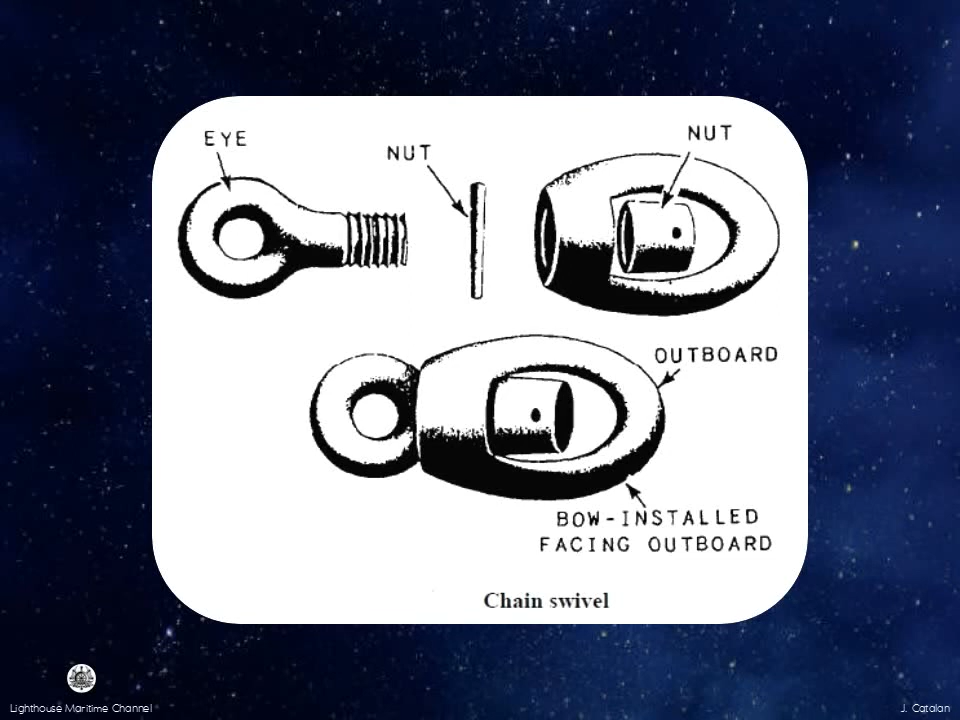 EYE
NUT
NUT
OUTBOARD
BOW-INSTALLED
FACING OUTBOARD
Chain swivel
Lighthouse Maritime Channel
J. Catalan